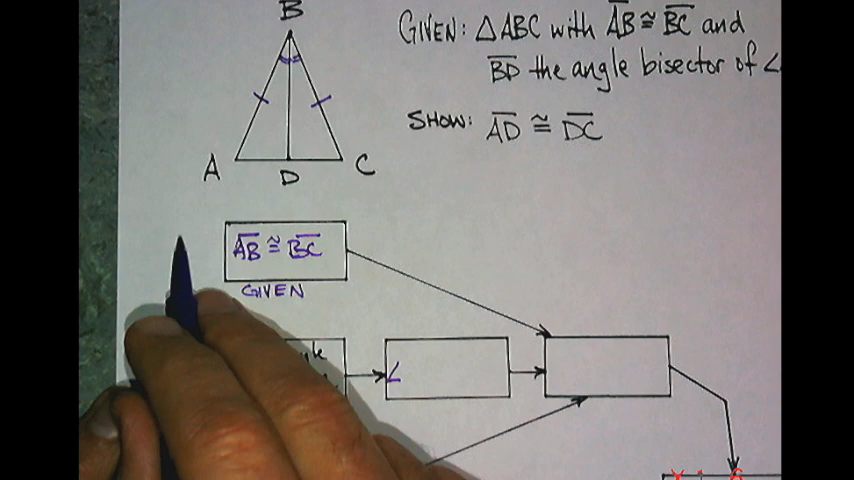 B
GIVEN: △ABC with AB ≅ BC and
BD the angle bisector of ∠
SHOW: AD ≅ DC
A D C
AB ≅ BC
GIVEN
∠